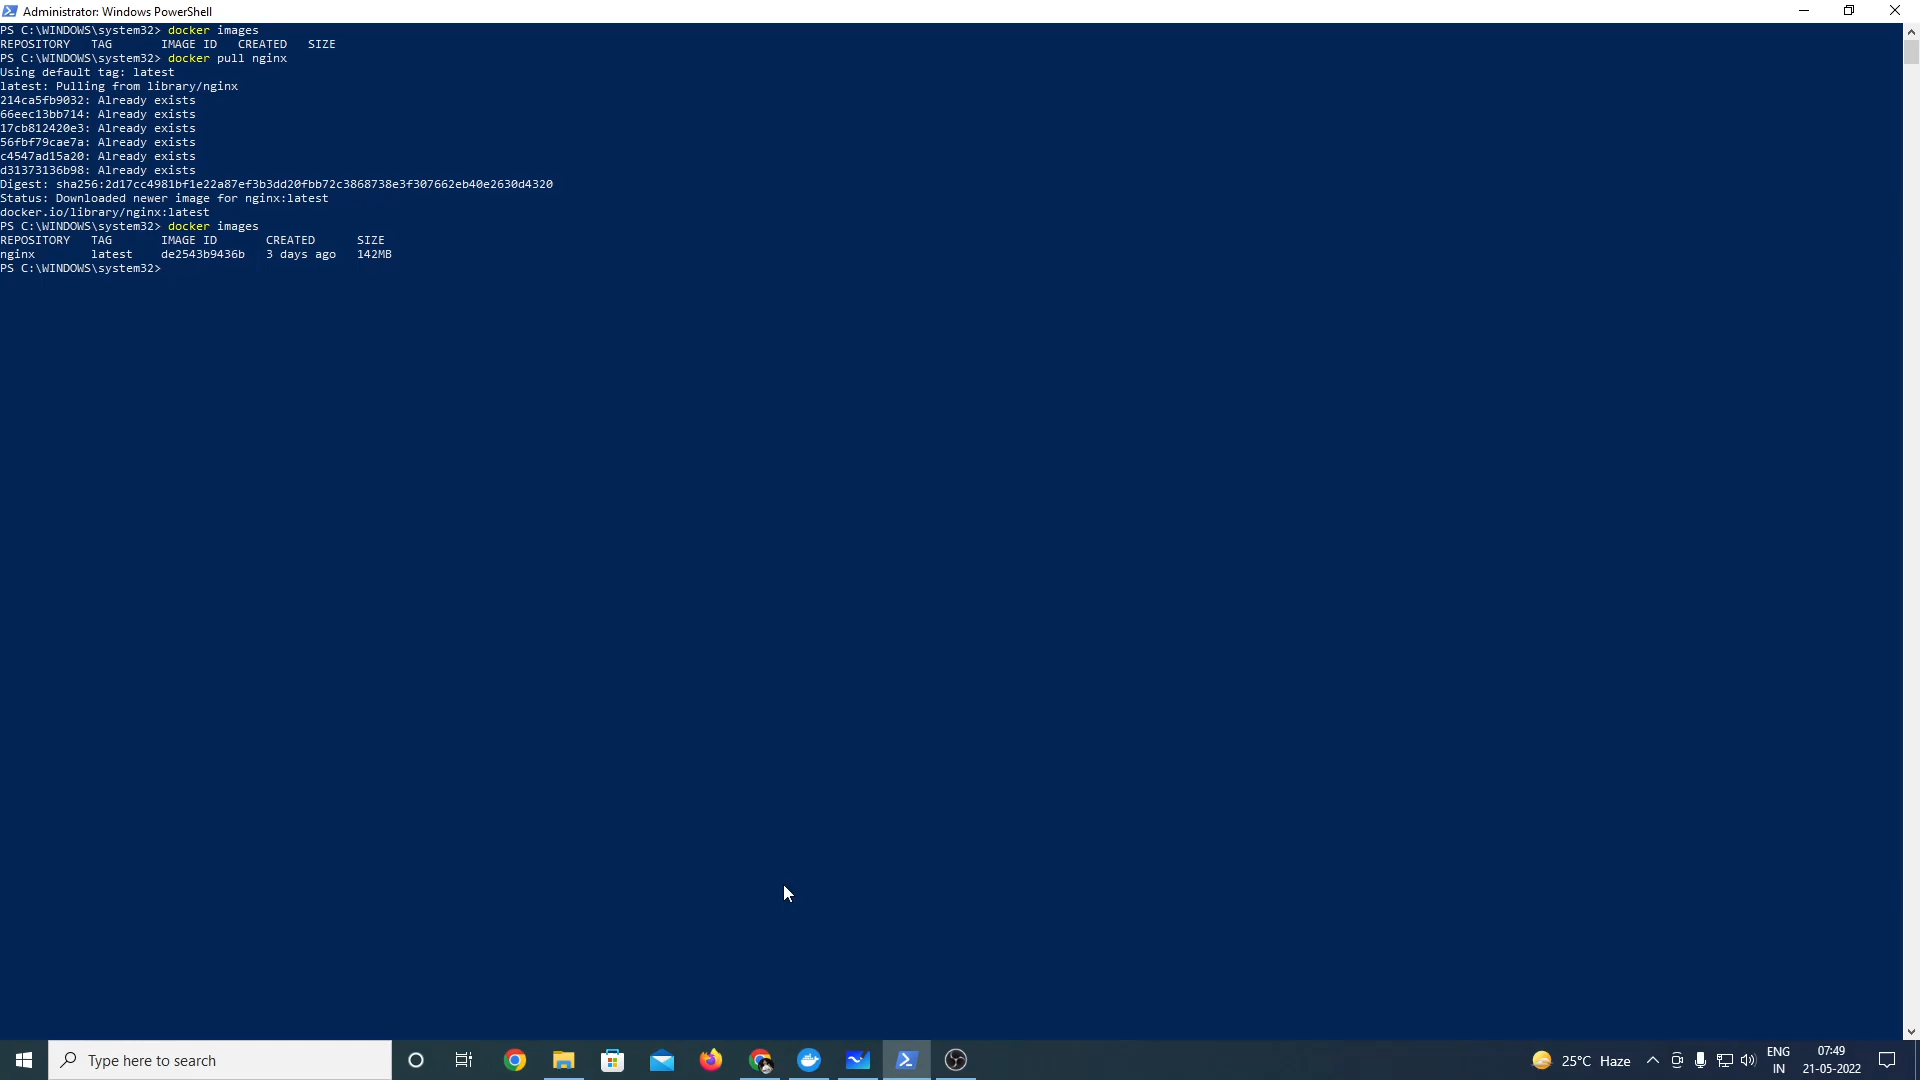 Administrator: Windows PowerShell
PS C:\WINDOWS\system32> docker images
REPOSITORY   TAG       IMAGE ID   CREATED   SIZE
PS C:\WINDOWS\system32> docker pull nginx
Using default tag: latest
latest: Pulling from library/nginx
214ca5fb9032: Already exists
66eec13bb714: Already exists
17cb812420e3: Already exists
56fbf79cae7a: Already exists
c4547ad15a20: Already exists
d31373136b98: Already exists
Digest: sha256:2d17cc4981bf1e22a87ef3b3dd20fbb72c3868738e3f307662eb40e2630d4320
Status: Downloaded newer image for nginx:latest
docker.io/library/nginx:latest
PS C:\WINDOWS\system32> docker images
REPOSITORY   TAG       IMAGE ID       CREATED      SIZE
nginx        latest    de2543b9436b   3 days ago   142MB
PS C:\WINDOWS\system32>
Type here to search
25°C Haze
ENG
IN
07:49
21-05-2022